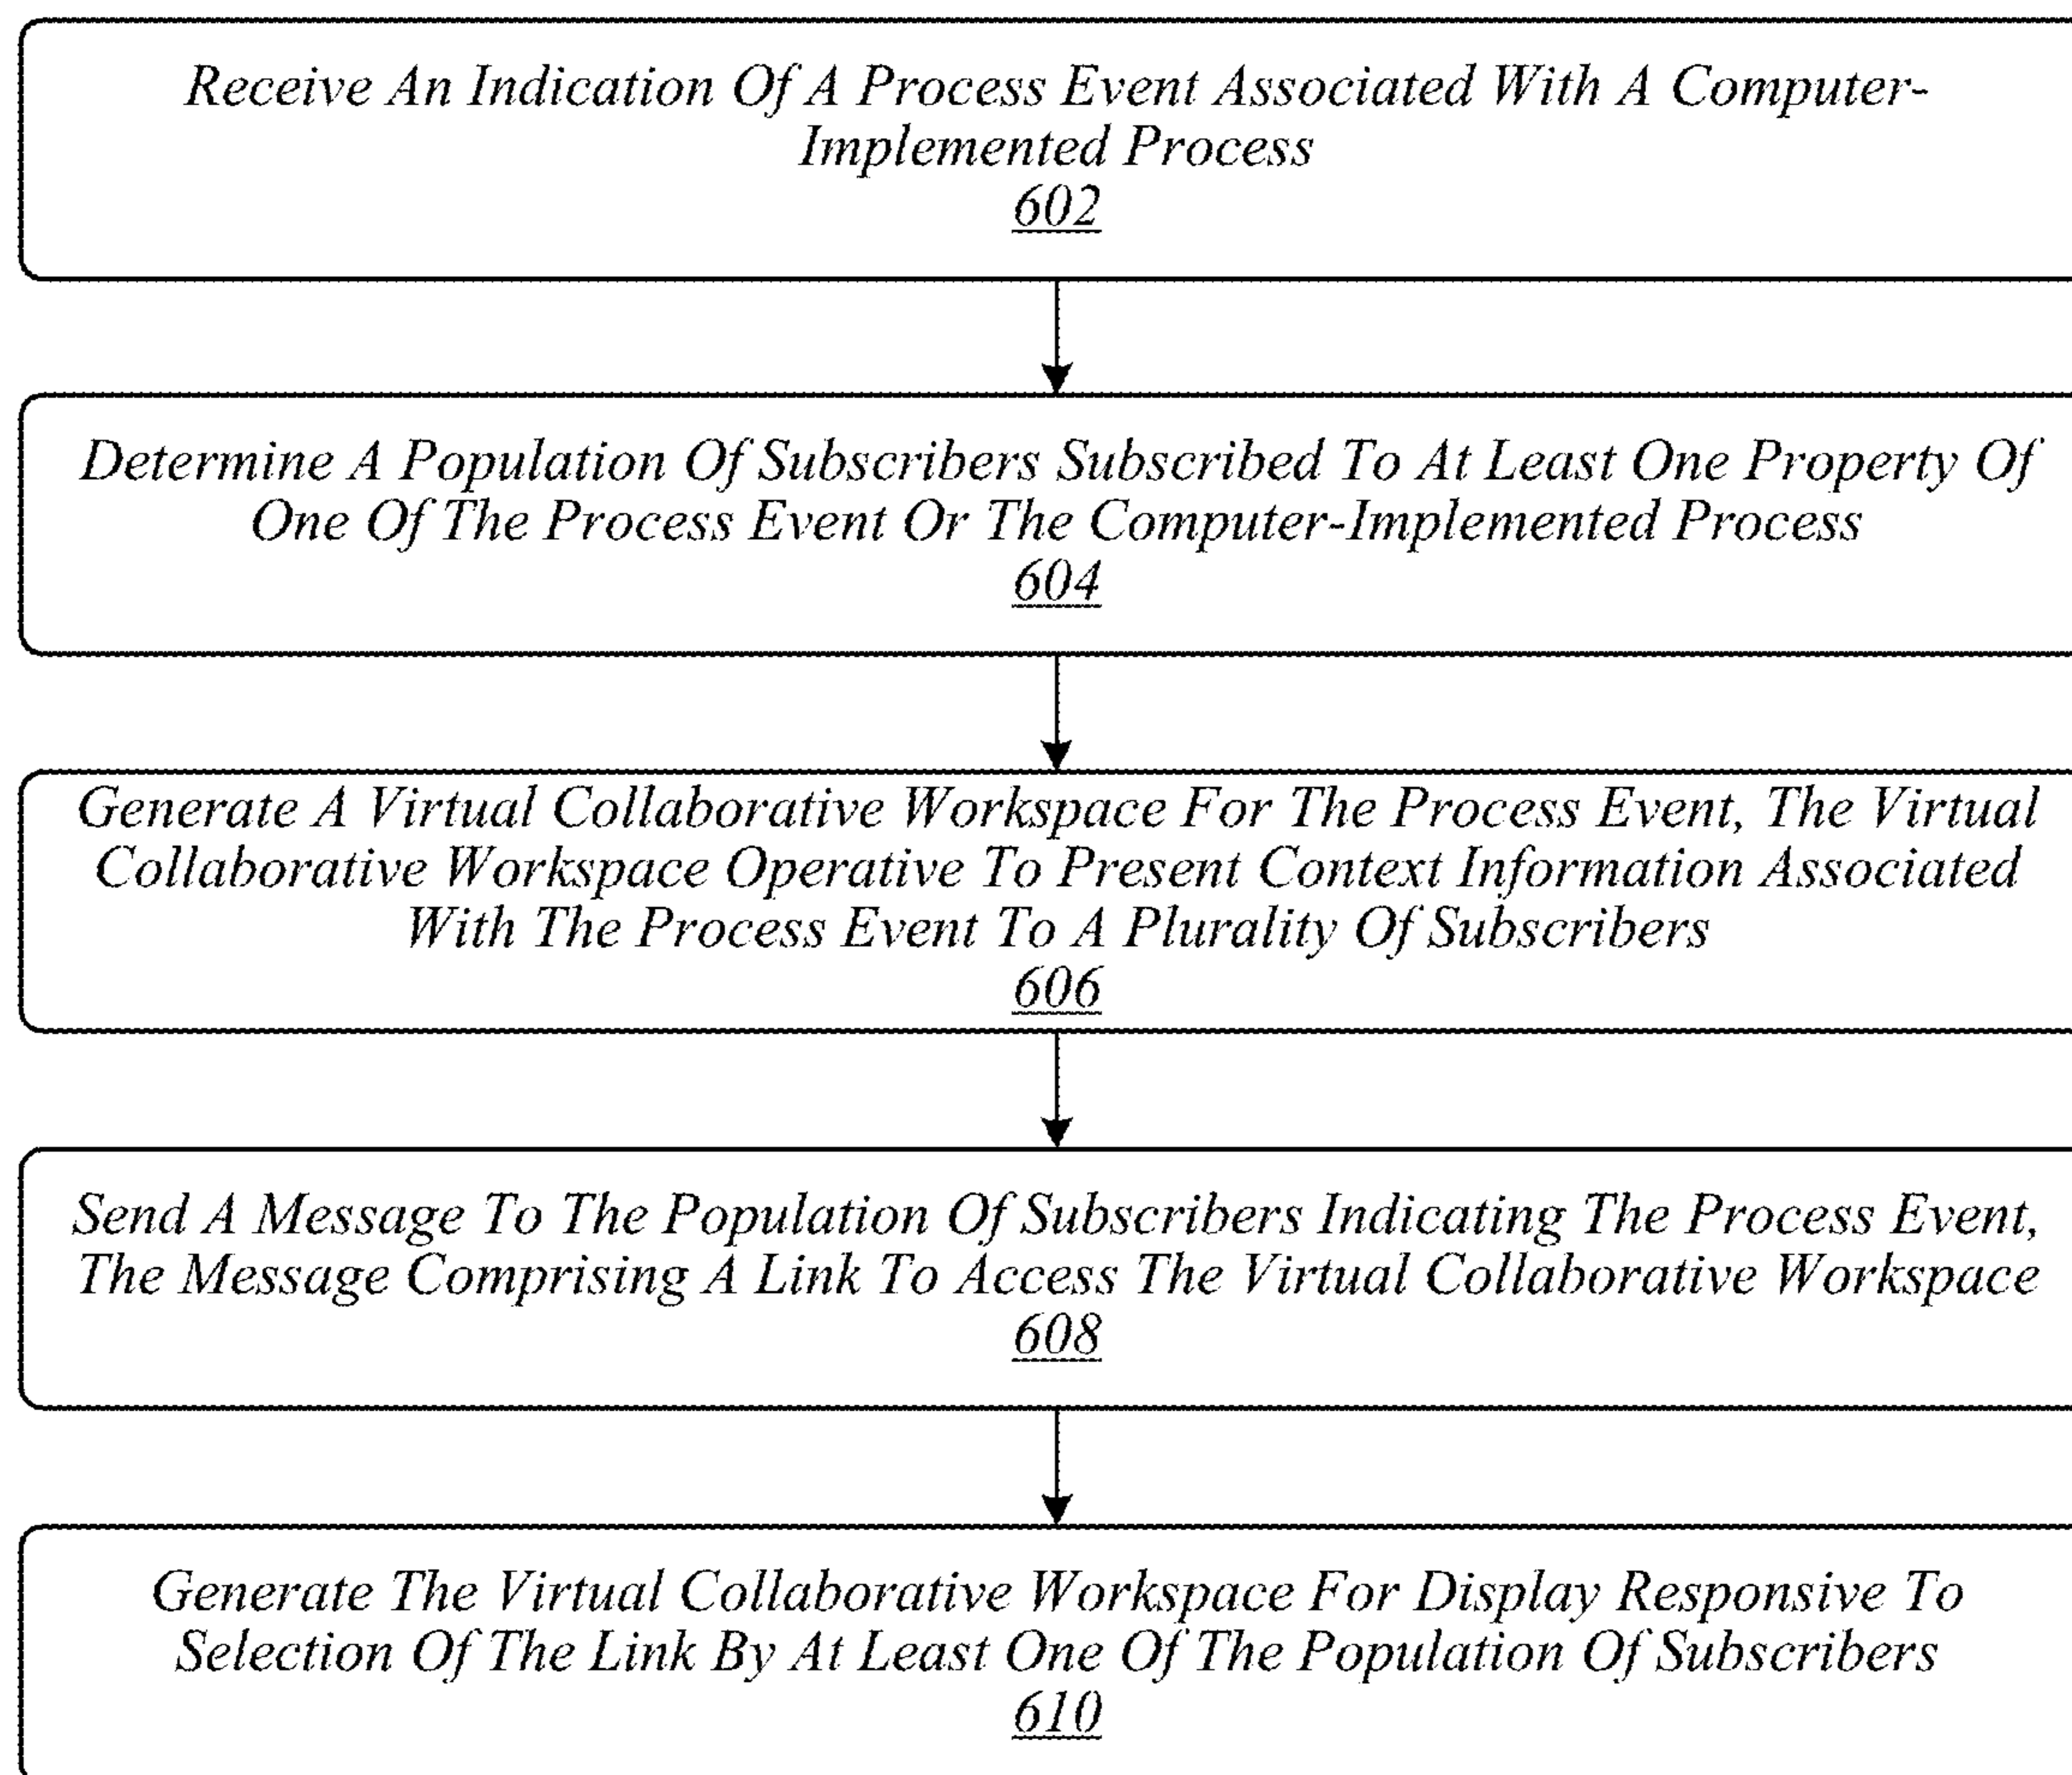 Receive An Indication Of A Process Event Associated With A Computer-
Implemented Process
602
Determine A Population Of Subscribers Subscribed To At Least One Property Of
One Of The Process Event Or The Computer-Implemented Process
604
Generate A Virtual Collaborative Workspace For The Process Event, The Virtual
Collaborative Workspace Operative To Present Context Information Associated
With The Process Event To A Plurality Of Subscribers
606
Send A Message To The Population Of Subscribers Indicating The Process Event,
The Message Comprising A Link To Access The Virtual Collaborative Workspace
608
Generate The Virtual Collaborative Workspace For Display Responsive To
Selection Of The Link By At Least One Of The Population Of Subscribers
610